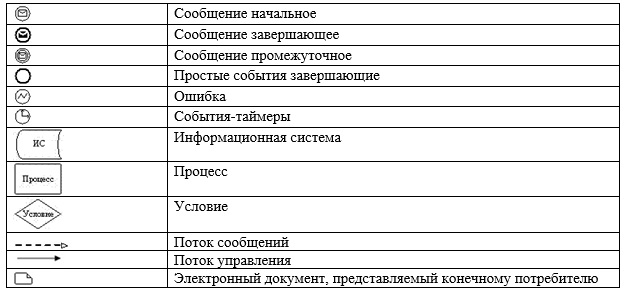 Сообщение начальное
Сообщение завершающее
Сообщение промежуточное
Простые события завершающие
Ошибка
События-таймеры
ИС
Информационная система
Процесс
Процесс
Условие
Условие
Поток сообщений
Поток управления
Электронный документ, представляемый конечному потребителю